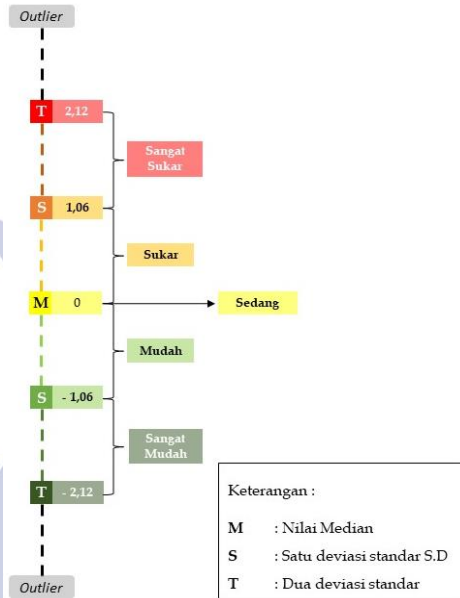 Outlier
T 2,12
Sangat
Sukar
S 1,06
Sukar
M 0
Sedang
Mudah
S - 1,06
Sangat
Mudah
T - 2,12
Keterangan :
M : Nilai Median
S : Satu deviasi standar S.D
T : Dua deviasi standar
Outlier